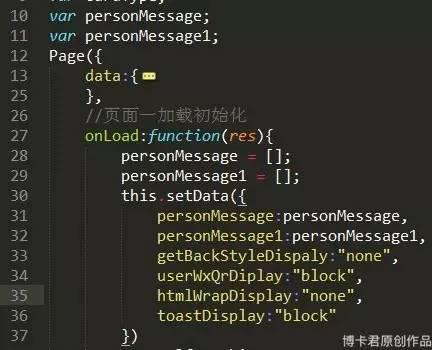 10 var personMessage;
11 var personMessage1;
12 Page({
13 data:{
25 },
26 //页面一加载初始化
27 onLoad:function(res){
28 personMessage = [];
29 personMessage1 = [];
30 this.setData({
31 personMessage:personMessage,
32 personMessage1:personMessage1,
33 getBackStyleDispaly:"none",
34 userWxQrDiplay:"block",
35 htmlWrapDisplay:"none",
36 toastDisplay:"block"
37 })
博卡君原创作品